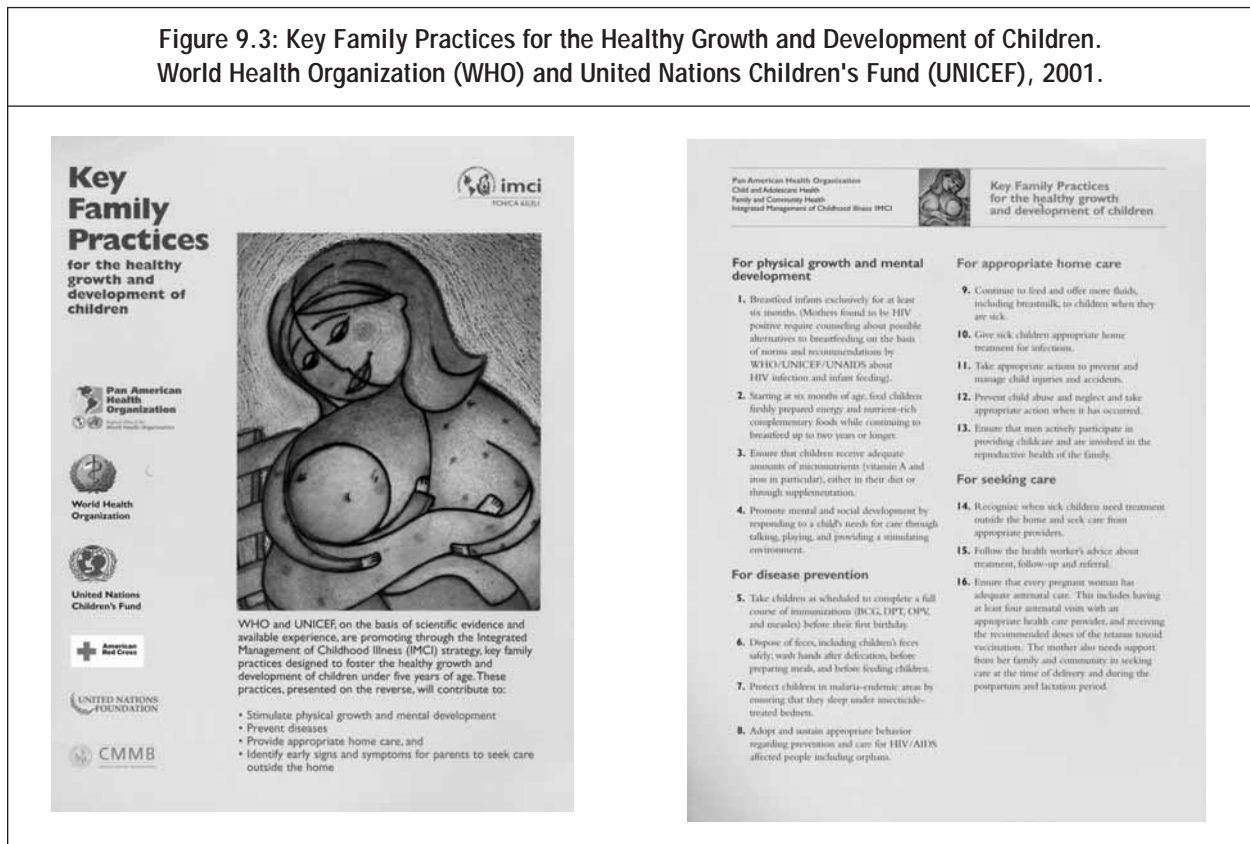 Figure 9.3: Key Family Practices for the Healthy Growth and Development of Children.
World Health Organization (WHO) and United Nations Children's Fund (UNICEF), 2001.
Key
Family
Practices
for the healthy
growth and
development of
children
imci
Pan American
Health
Organization
Regional Office of the
World Health Organization
World Health
Organization
United Nations
Children's Fund
American
Red Cross
UNITED NATIONS
FOUNDATION
CMMB
WHO and UNICEF, on the basis of scientific evidence and
available experience, are promoting through the Integrated
Management of Childhood Illness (IMCI) strategy, key family
practices designed to foster the healthy growth and
development of children under five years of age. These
practices, presented on the reverse, will contribute to:
• Stimulate physical growth and mental development
• Prevent diseases
• Provide appropriate home care, and
• Identify early signs and symptoms for parents to seek care
outside the home
Pan American Health Organization
Child and Adolescent Health
Family and Community Health
Integrated Management of Childhood Illness IMCI
Key Family Practices
for the healthy growth
and development of children
For physical growth and mental
development
1. Breastfeed infants exclusively for at least
six months. (Mothers found to be HIV
positive require counseling about possible
alternatives to breastfeeding on the basis
of norms and recommendations by
WHO/UNICEF/UNAIDS about
HIV infection and infant feeding).
2. Starting at six months of age, feed children
freshly prepared energy and nutrient-rich
complementary foods while continuing to
breastfeed up to two years or longer.
3. Ensure that children receive adequate
amounts of micronutrients (vitamin A and
iron in particular), either in their diet or
through supplementation.
4. Promote mental and social development by
responding to a child's needs for care through
talking, playing, and providing a stimulating
environment.
For disease prevention
5. Take children as scheduled to complete a full
course of immunizations (BCG, DPT, OPV,
and measles) before their first birthday.
6. Dispose of feces, including children's feces
safely; wash hands after defecation, before
preparing meals, and before feeding children.
7. Protect children in malaria-endemic areas by
ensuring that they sleep under insecticide-
treated bednets.
8. Adopt and sustain appropriate behavior
regarding prevention and care for HIV/AIDS
affected people including orphans.
For appropriate home care
9. Continue to feed and offer more fluids,
including breastmilk, to children when they
are sick.
10. Give sick children appropriate home
treatment for infections.
11. Take appropriate actions to prevent and
manage child injuries and accidents.
12. Prevent child abuse and neglect and take
appropriate action when it has occurred.
13. Ensure that men actively participate in
providing childcare and are involved in the
reproductive health of the family.
For seeking care
14. Recognize when sick children need treatment
outside the home and seek care from
appropriate providers.
15. Follow the health worker's advice about
treatment, follow-up and referral.
16. Ensure that every pregnant woman has
adequate antenatal care. This includes having
at least four antenatal visits with an
appropriate health care provider, and receiving
the recommended doses of the tetanus toxoid
vaccination. The mother also needs support
from her family and community in seeking
care at the time of delivery and during the
postpartum and lactation period.